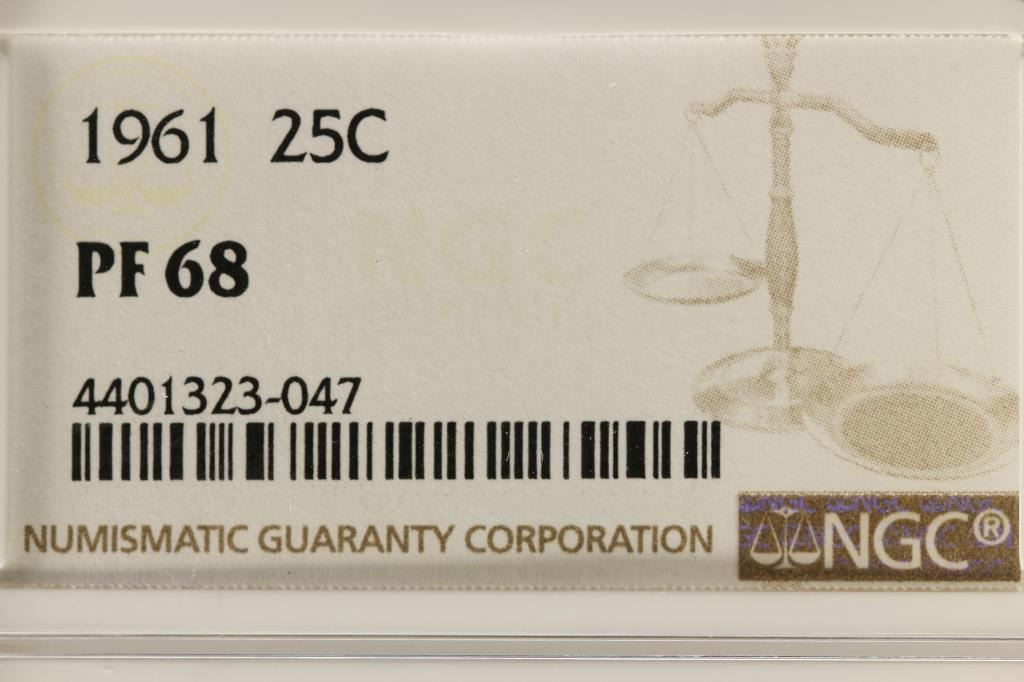 1961 25C
PF 68
4401323-047
NUMISMATIC GUARANTY CORPORATION
NGC®